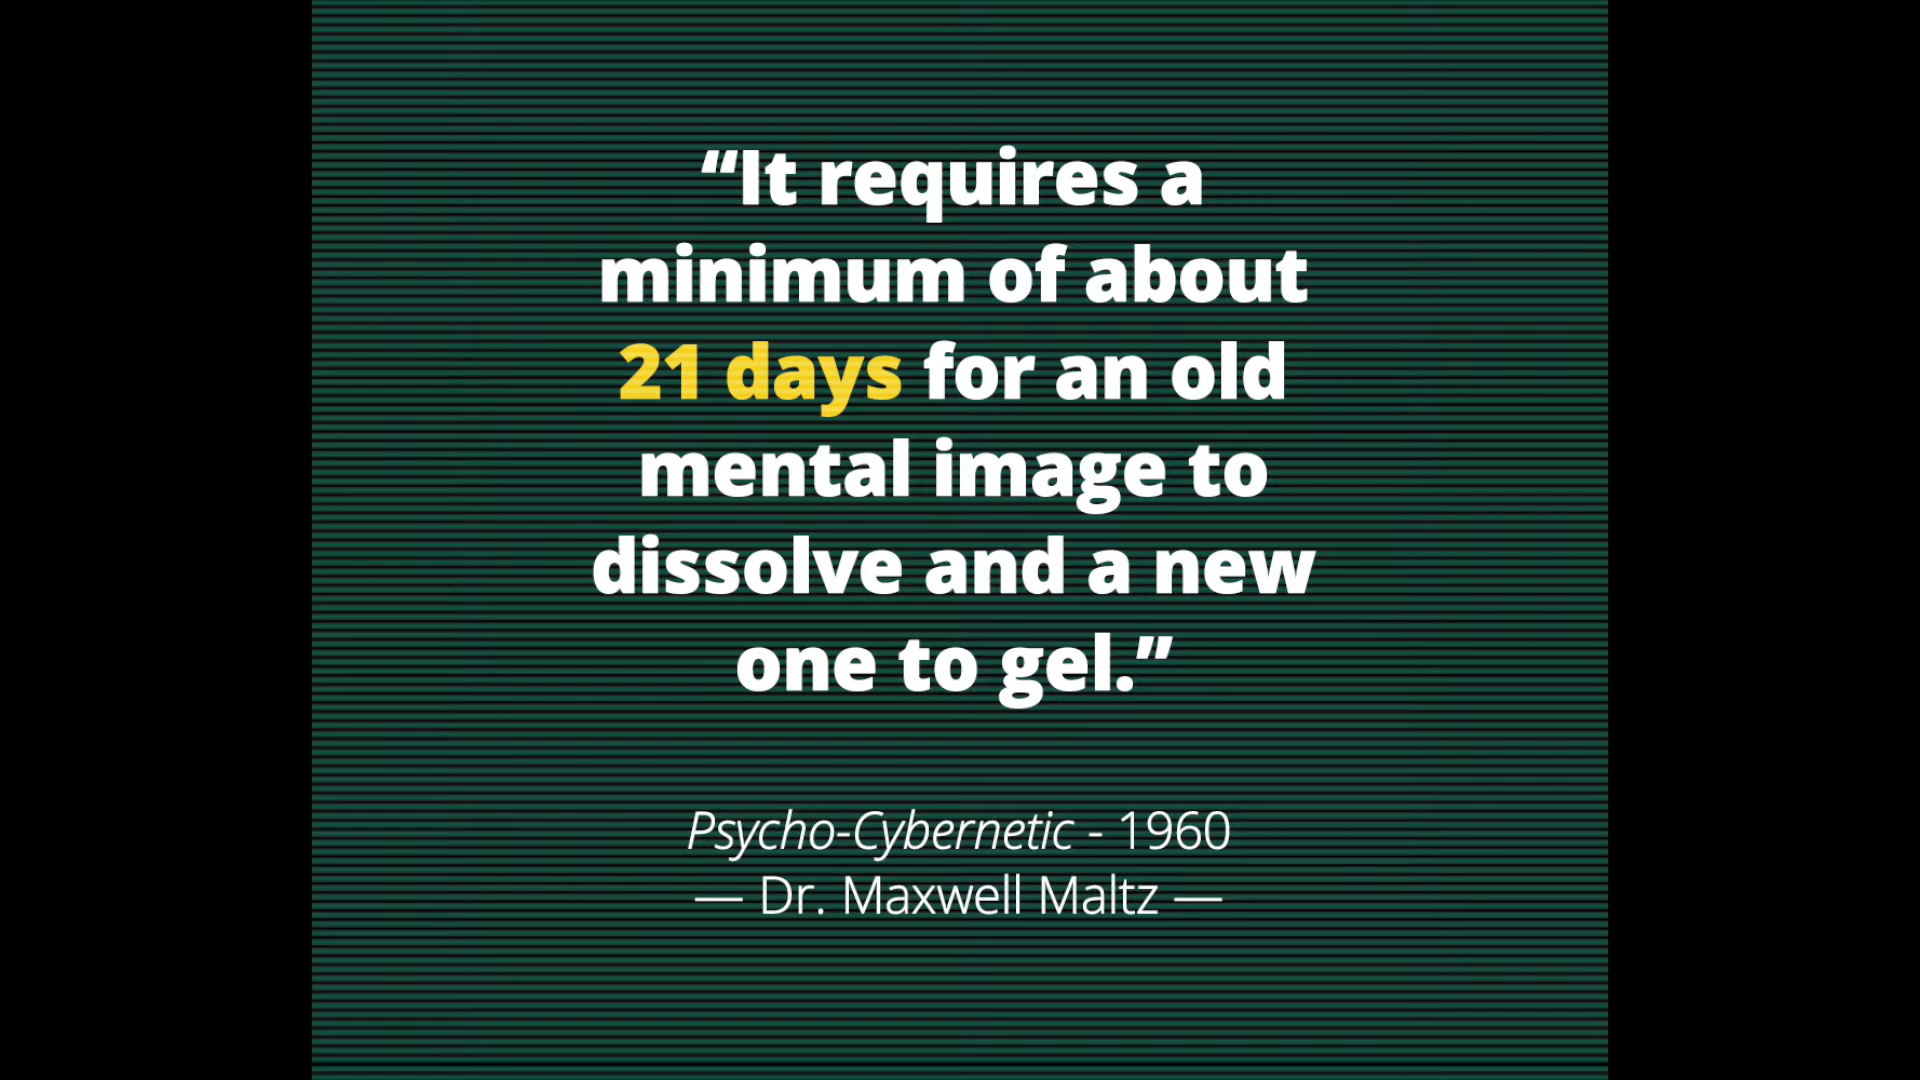 “It requires a
minimum of about
21 days for an old
mental image to
dissolve and a new
one to gel.”
Psycho-Cybernetic - 1960
— Dr. Maxwell Maltz —